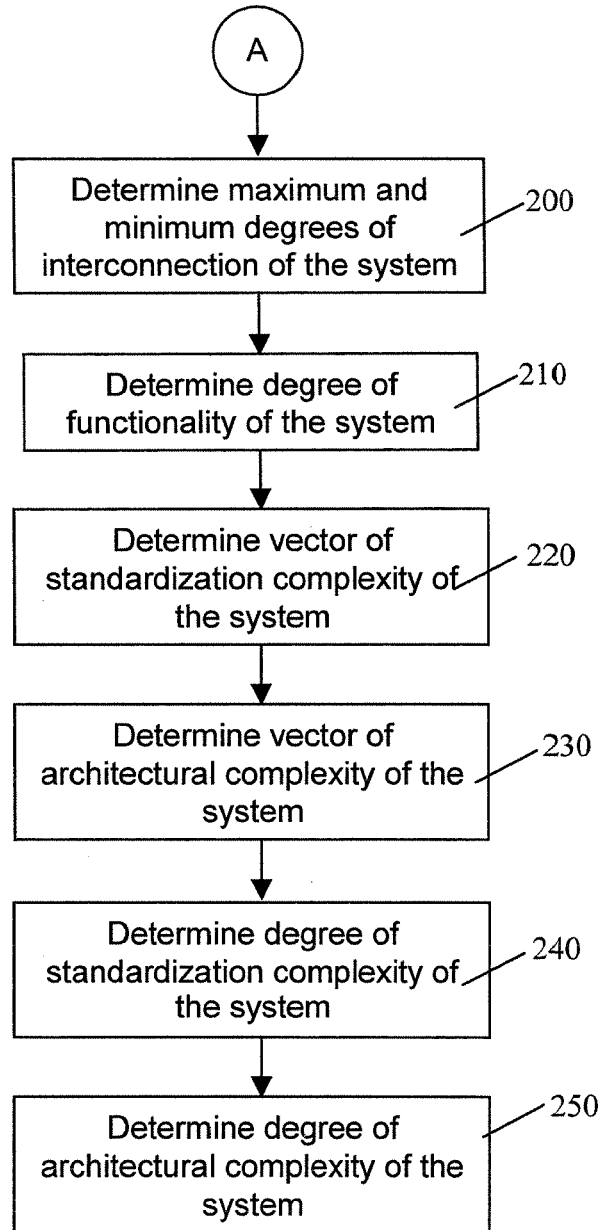 A
Determine maximum and
minimum degrees of
interconnection of the system
200
Determine degree of
functionality of the system
210
Determine vector of
standardization complexity of
the system
220
Determine vector of
architectural complexity of the
system
230
Determine degree of
standardization complexity of
the system
240
Determine degree of
architectural complexity of the
system
250